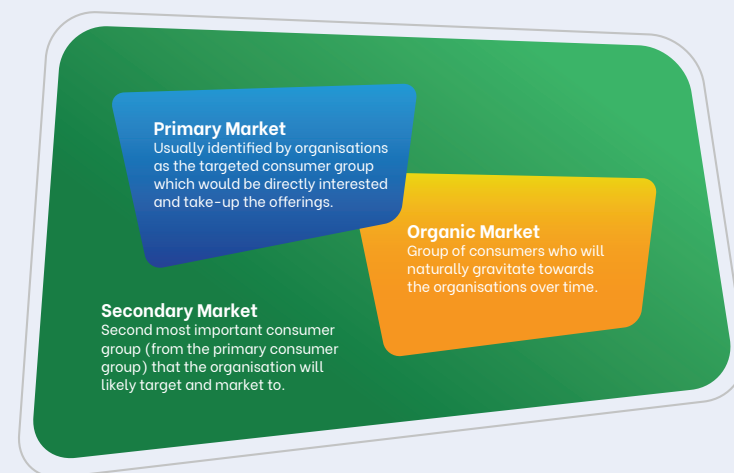 Primary Market
Usually identified by organisations
as the targeted consumer group
which would be directly interested
and take-up the offerings.
Organic Market
Group of consumers who will
naturally gravitate towards
the organisations over time.
Secondary Market
Second most important consumer
group (from the primary consumer
group) that the organisation will
likely target and market to.